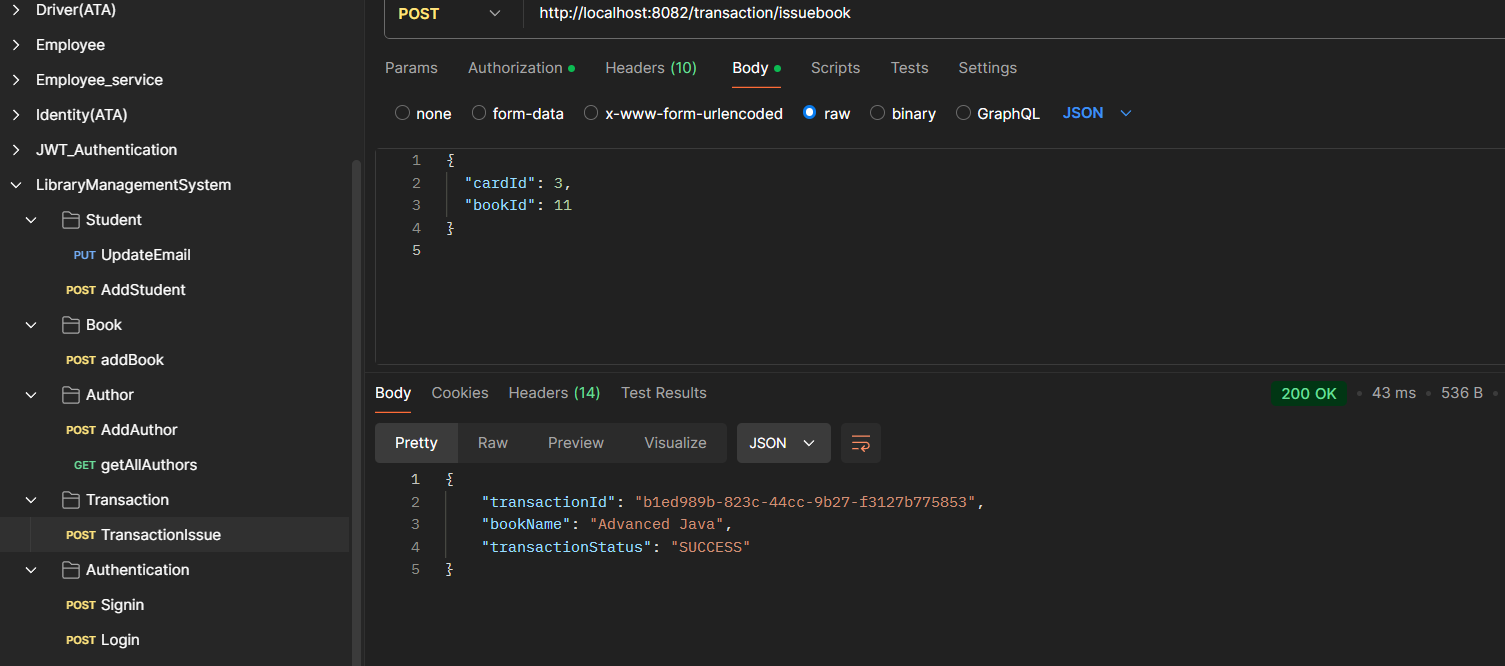 Driver(ATA)
Employee
Employee_service
Identity(ATA)
JWT_Authentication
LibraryManagementSystem
Student
PUT UpdateEmail
POST AddStudent
Book
POST addBook
Author
POST AddAuthor
GET getAllAuthors
Transaction
POST TransactionIssue
Authentication
POST Signin
POST Login
POST http://localhost:8082/transaction/issuebook
Params Authorization Headers (10) Body Scripts Tests Settings
none form-data x-www-form-urlencoded raw binary GraphQL JSON
1 {
2 "cardId": 3,
3 "bookId": 11
4 }
5
Body Cookies Headers (14) Test Results 200 OK 43 ms 536 B
Pretty Raw Preview Visualize JSON
1 {
2 "transactionId": "b1ed989b-823c-44cc-9b27-f3127b775853",
3 "bookName": "Advanced Java",
4 "transactionStatus": "SUCCESS"
5 }